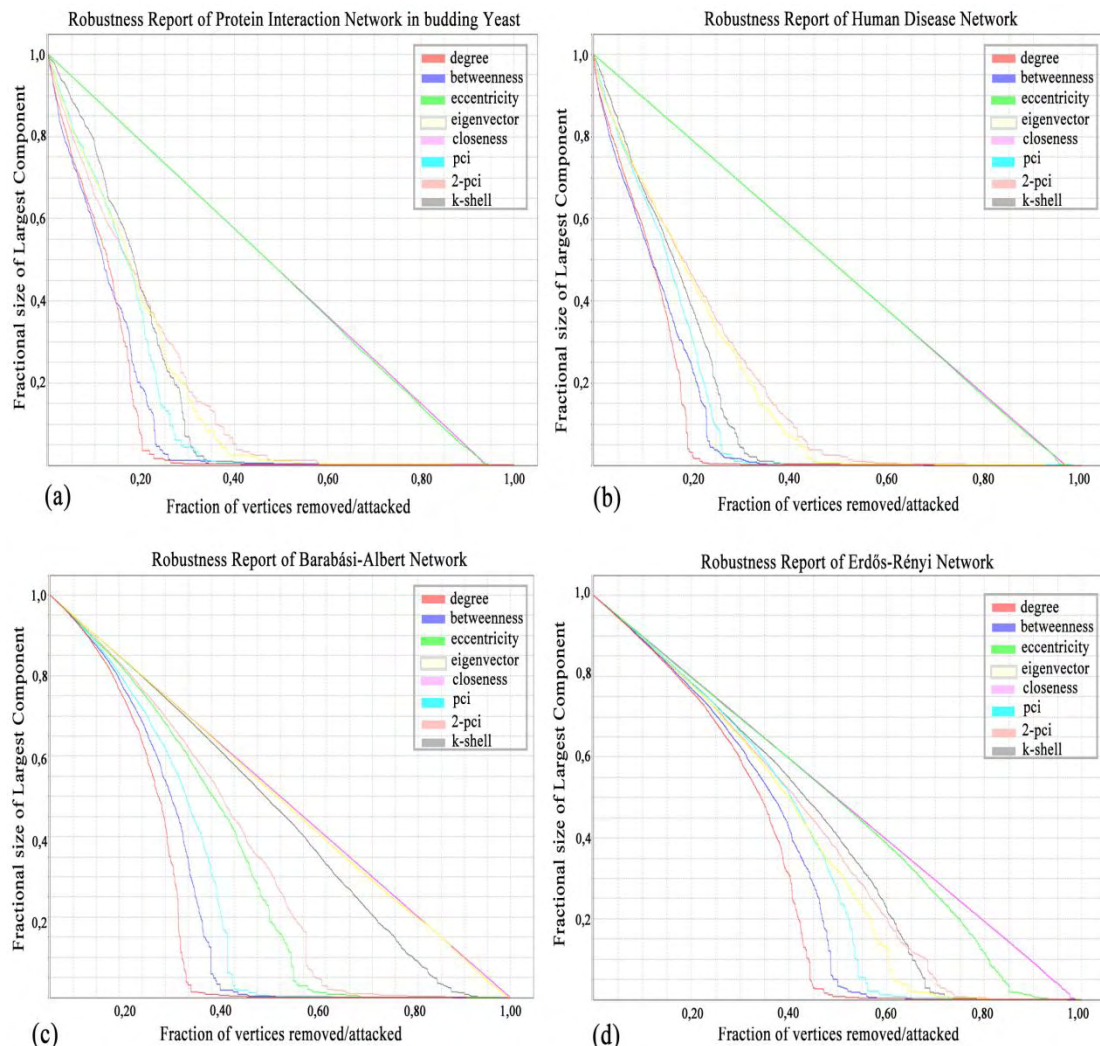 Robustness Report of Protein Interaction Network in budding Yeast
1,0
0,8
0,6
0,4
0,2
Fractional size of Largest Component
degree
betweenness
eccentricity
eigenvector
closeness
pci
2-pci
k-shell
0,20
0,40
0,60
0,80
1,00
(a)
Fraction of vertices removed/attacked
Robustness Report of Human Disease Network
1,0
0,8
0,6
0,4
0,2
Fractional size of Largest Component
degree
betweenness
eccentricity
eigenvector
closeness
pci
2-pci
k-shell
0,20
0,40
0,60
0,80
1,00
(b)
Fraction of vertices removed/attacked
Robustness Report of Barabási-Albert Network
1,0
0,8
0,6
0,4
0,2
Fractional size of Largest Component
degree
betweenness
eccentricity
eigenvector
closeness
pci
2-pci
k-shell
0,20
0,40
0,60
0,80
1,00
(c)
Fraction of vertices removed/attacked
Robustness Report of Erdős-Rényi Network
1,0
0,8
0,6
0,4
0,2
Fractional size of Largest Component
degree
betweenness
eccentricity
eigenvector
closeness
pci
2-pci
k-shell
0,20
0,40
0,60
0,80
1,00
(d)
Fraction of vertices removed/attacked